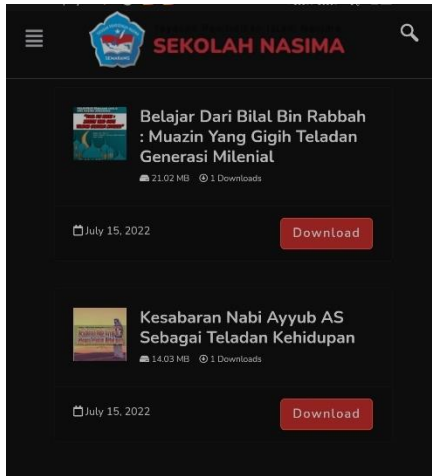 SEKOLAH NASIMA
SEMARANG
Belajar Dari Bilal Bin Rabbah
: Muazin Yang Gigih Teladan
Generasi Milenial
21.02 MB 1 Downloads
July 15, 2022
Download
Kesabaran Nabi Ayyub AS
Sebagai Teladan Kehidupan
14.03 MB 1 Downloads
July 15, 2022
Download